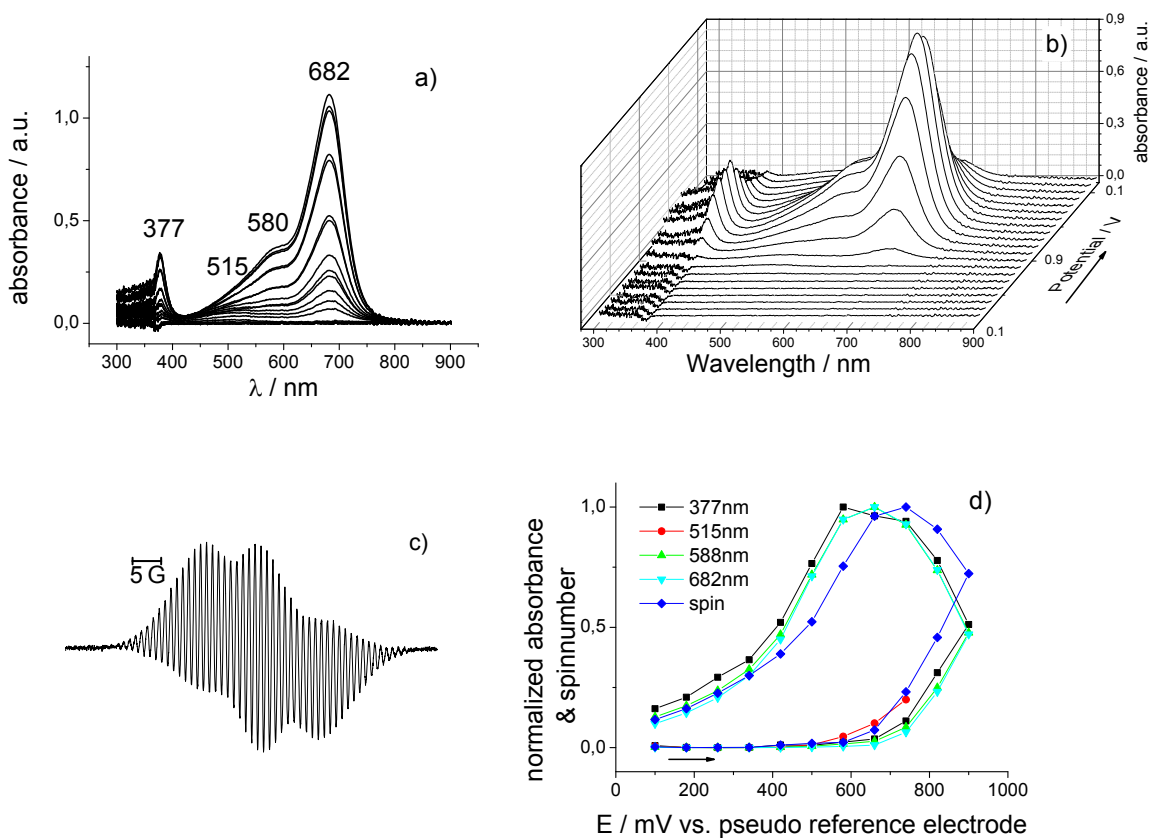 a)
682
377
580
515
absorbance / a.u.
1,0
0,5
0,0
300 400 500 600 700 800 900
λ / nm
b)
0,9
0,6
0,3
0,0
absorbance / a.u.
0.1
0.9
0.1
Potential / V
300 400 500 600 700 800 900
Wavelength / nm
c)
5 G
d)
377nm
515nm
588nm
682nm
spin
normalized absorbance
& spinnumber
1,0
0,5
0,0
0 200 400 600 800 1000
E / mV vs. pseudo reference electrode